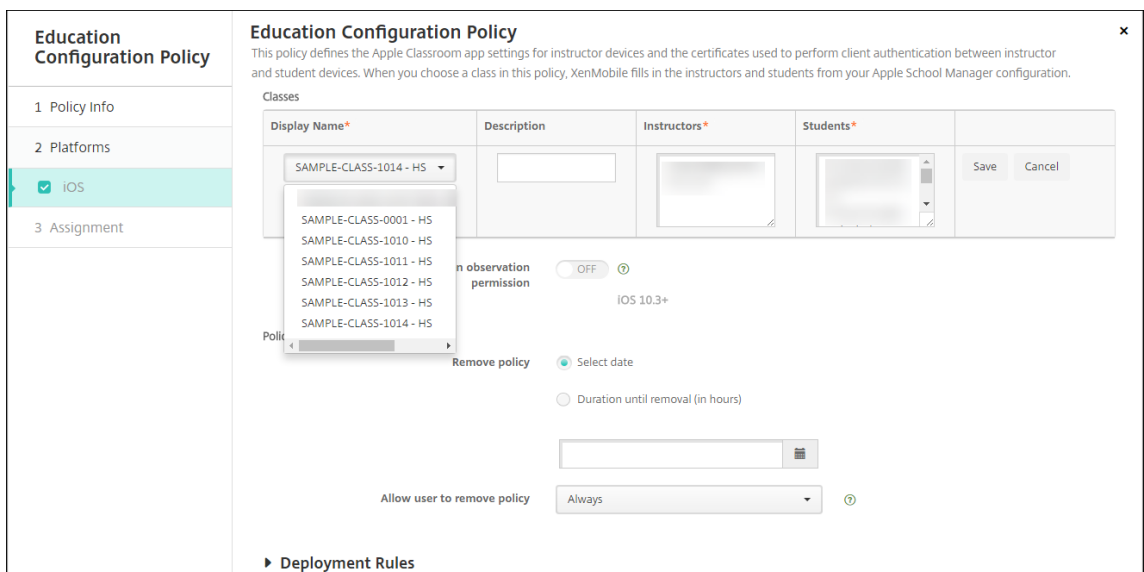 Education
Configuration Policy
1 Policy Info
2 Platforms
iOS
3 Assignment
Education Configuration Policy
×
This policy defines the Apple Classroom app settings for instructor devices and the certificates used to perform client authentication between instructor
and student devices. When you choose a class in this policy, XenMobile fills in the instructors and students from your Apple School Manager configuration.
Classes
Display Name* Description Instructors* Students*
SAMPLE-CLASS-1014 - HS Save Cancel
SAMPLE-CLASS-0001 - HS
SAMPLE-CLASS-1010 - HS
SAMPLE-CLASS-1011 - HS
SAMPLE-CLASS-1012 - HS
SAMPLE-CLASS-1013 - HS
SAMPLE-CLASS-1014 - HS
observation
permission
OFF
iOS 10.3+
Remove policy
Select date
Duration until removal (in hours)
Allow user to remove policy
Always
Deployment Rules